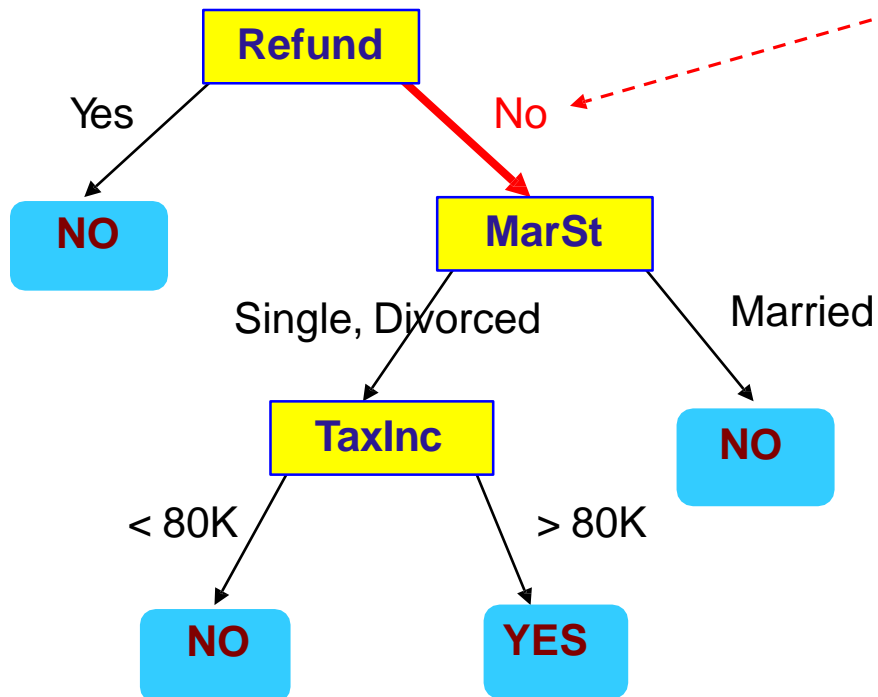 Refund
Yes
No
NO
MarSt
Single, Divorced
Married
TaxInc
NO
< 80K
> 80K
NO
YES